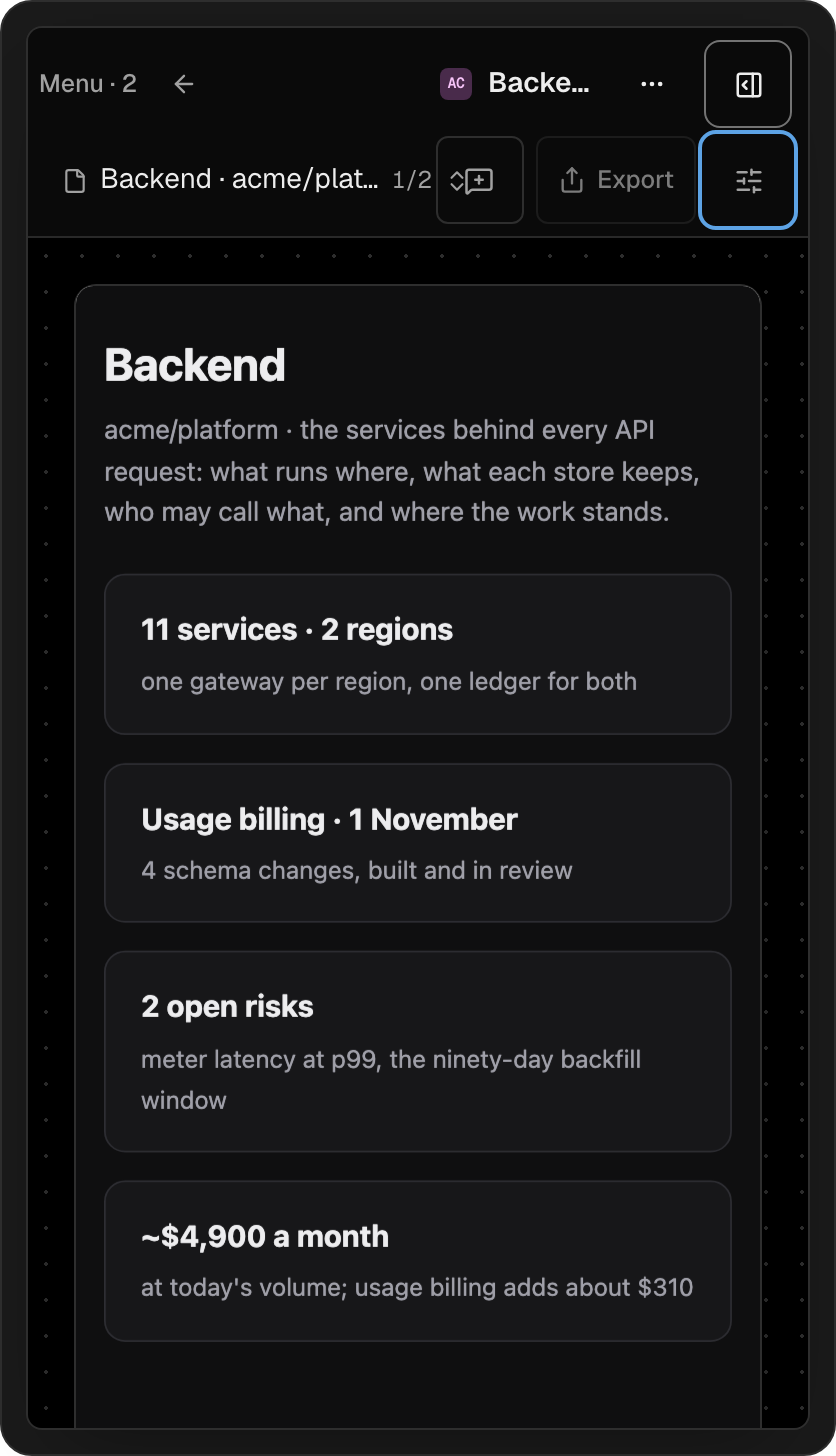 Menu · 2
AC Backe...
Backend · acme/plat... 1/2
Export
Backend
acme/platform · the services behind every API
request: what runs where, what each store keeps,
who may call what, and where the work stands.
11 services · 2 regions
one gateway per region, one ledger for both
Usage billing · 1 November
4 schema changes, built and in review
2 open risks
meter latency at p99, the ninety-day backfill
window
~$4,900 a month
at today's volume; usage billing adds about $310